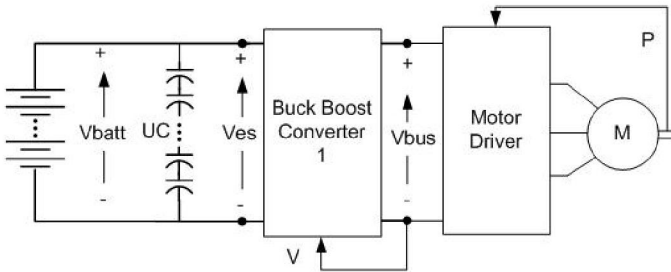 +
Vbatt
-
UC
+
Ves
-
Buck Boost
Converter
1
V
+
Vbus
-
Motor
Driver
P
M